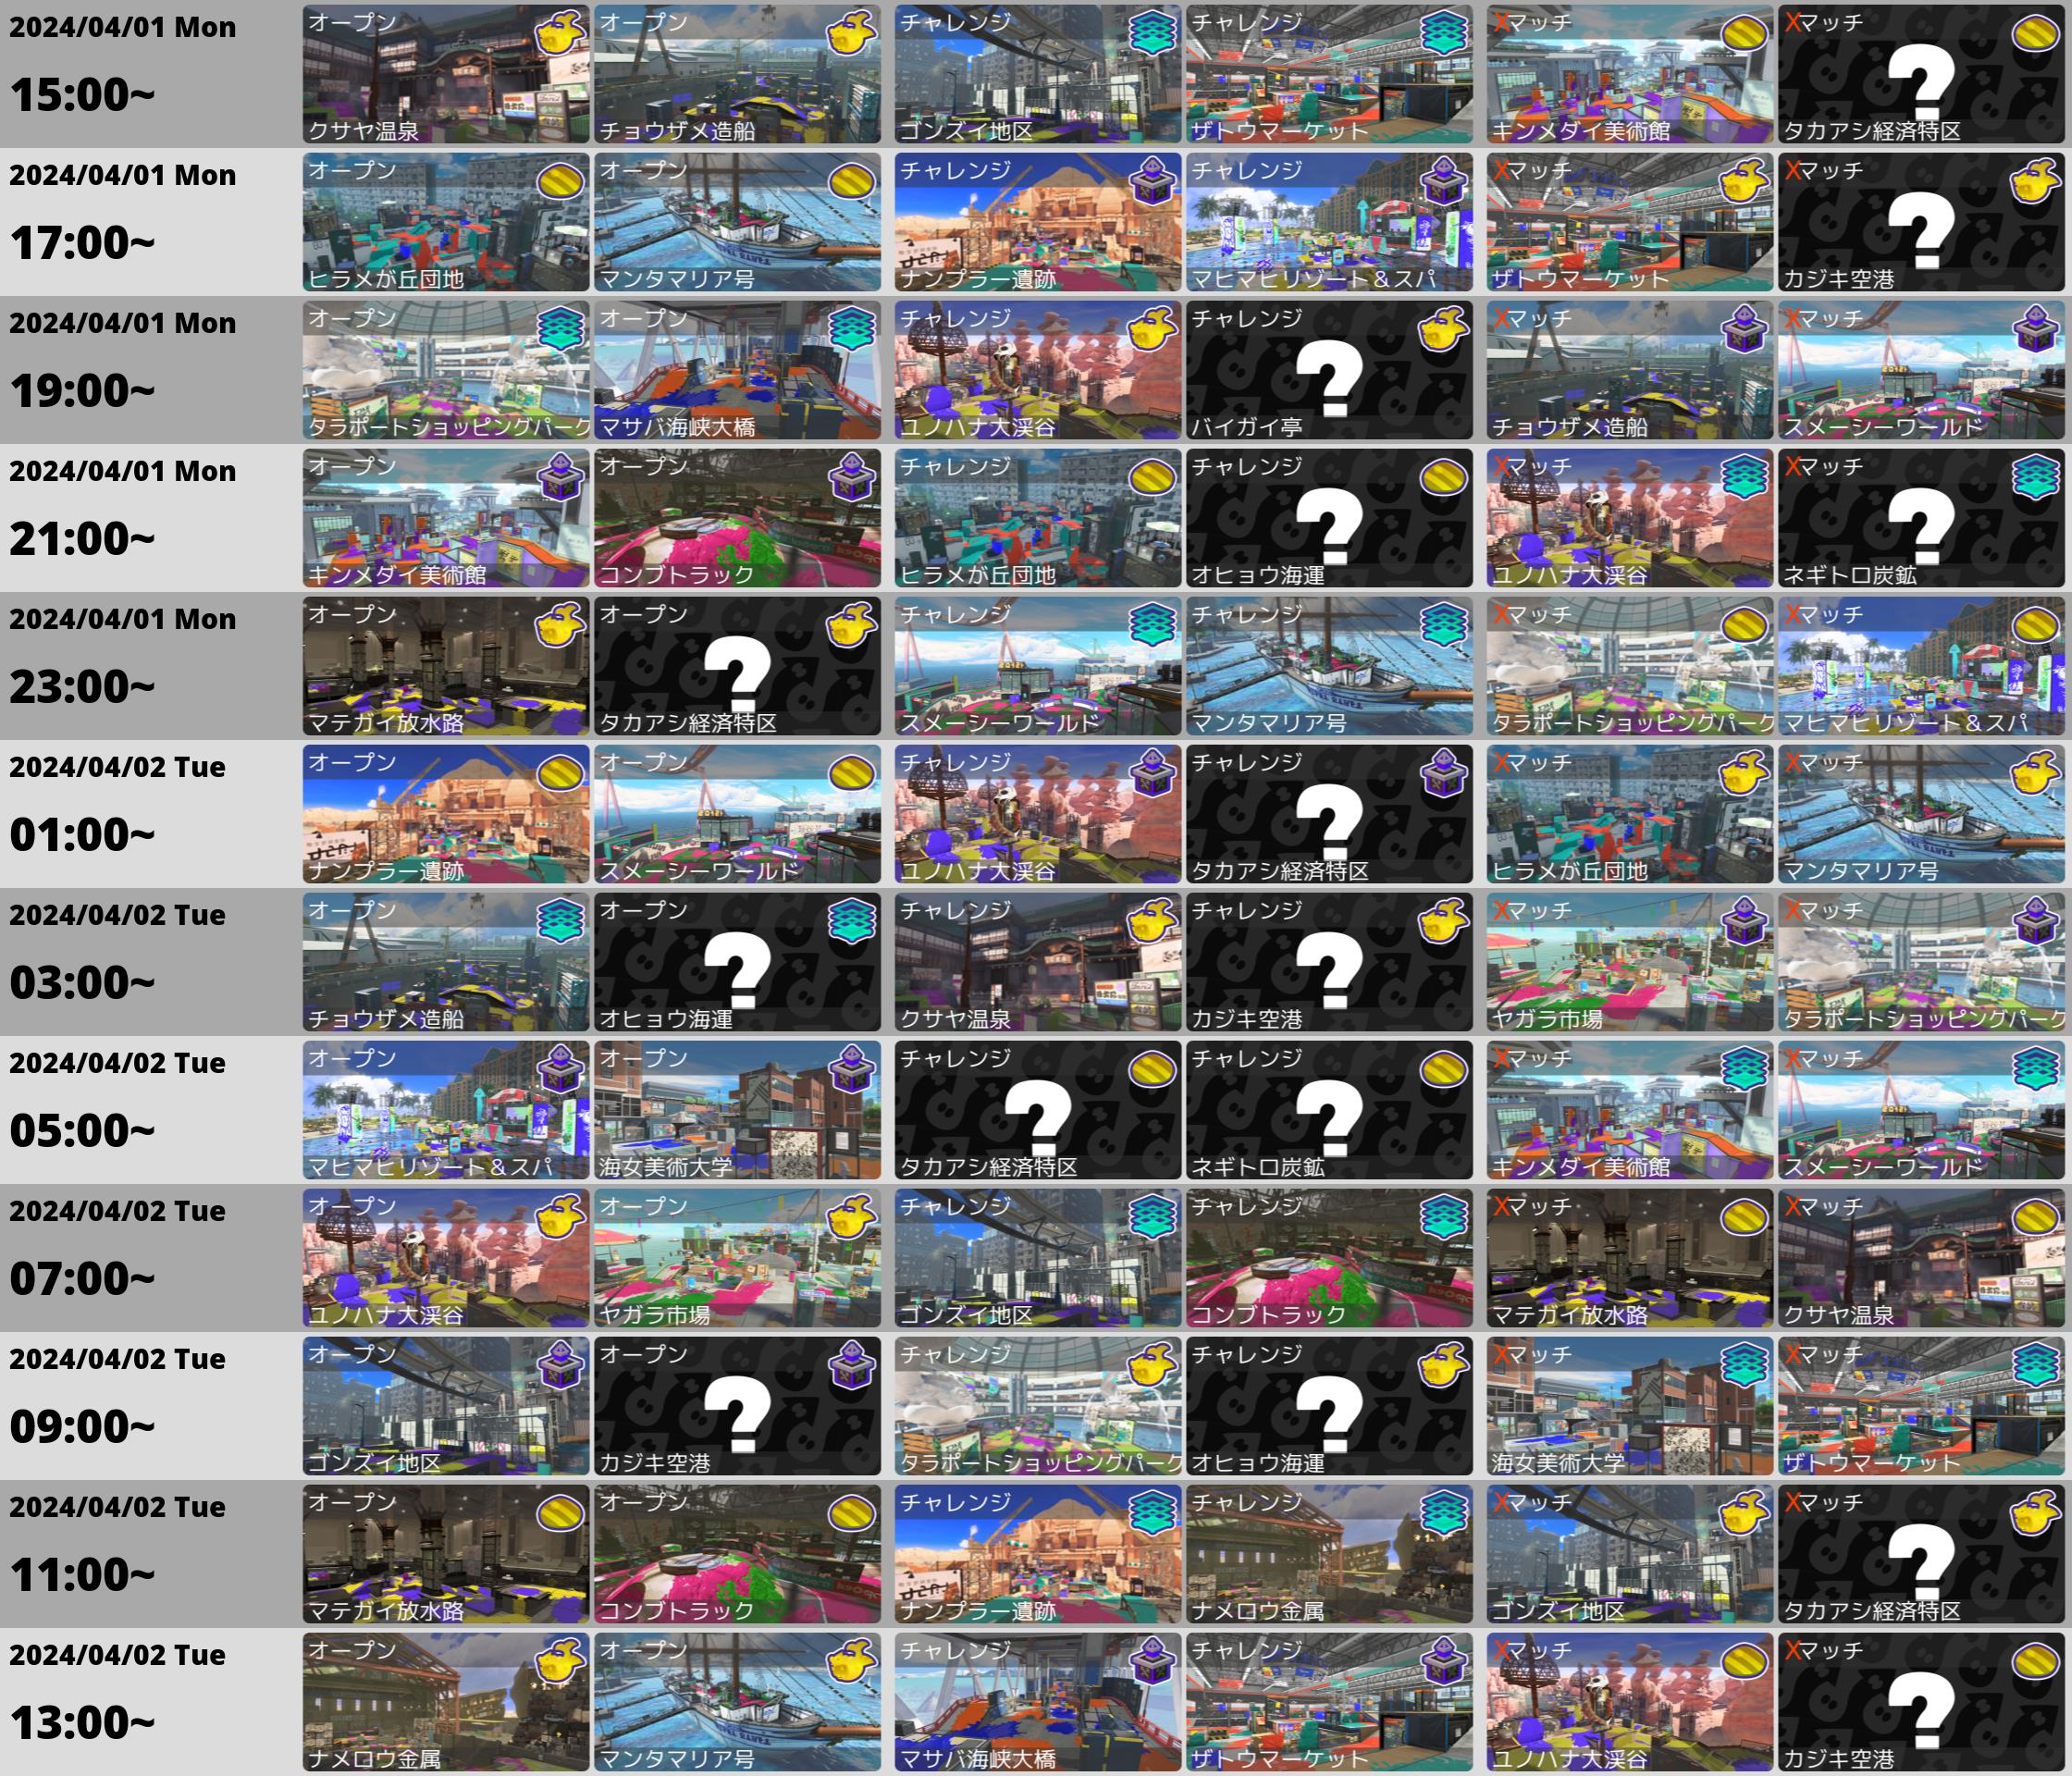 2024/04/01 Mon
15:00~
オープン
クサヤ温泉
オープン
チョウザメ造船
チャレンジ
ゴンズイ地区
チャレンジ
ザトウマーケット
Xマッチ
キンメダイ美術館
Xマッチ
?
タカアシ経済特区
2024/04/01 Mon
17:00~
オープン
ヒラメが丘団地
オープン
マンタマリア号
チャレンジ
ナンプラー遺跡
チャレンジ
マヒマヒリゾート&スパ
Xマッチ
ザトウマーケット
Xマッチ
?
カジキ空港
2024/04/01 Mon
19:00~
オープン
タラポートショッピングパーク
オープン
マサバ海峡大橋
チャレンジ
ユノハナ大渓谷
チャレンジ
?
バイガイ亭
Xマッチ
チョウザメ造船
Xマッチ
スメーシーワールド
2024/04/01 Mon
21:00~
オープン
キンメダイ美術館
オープン
コンブトラック
チャレンジ
ヒラメが丘団地
チャレンジ
?
オヒョウ海運
Xマッチ
ユノハナ大渓谷
Xマッチ
?
ネギトロ炭鉱
2024/04/01 Mon
23:00~
オープン
マテガイ放水路
オープン
?
タカアシ経済特区
チャレンジ
スメーシーワールド
チャレンジ
マンタマリア号
Xマッチ
タラポートショッピングパーク
Xマッチ
マヒマヒリゾート&スパ
2024/04/02 Tue
01:00~
オープン
ナンプラー遺跡
オープン
スメーシーワールド
チャレンジ
ユノハナ大渓谷
チャレンジ
?
タカアシ経済特区
Xマッチ
ヒラメが丘団地
Xマッチ
マンタマリア号
2024/04/02 Tue
03:00~
オープン
チョウザメ造船
オープン
?
オヒョウ海運
チャレンジ
クサヤ温泉
チャレンジ
?
カジキ空港
Xマッチ
ヤガラ市場
Xマッチ
タラポートショッピングパーク
2024/04/02 Tue
05:00~
オープン
マヒマヒリゾート&スパ
オープン
海女美術大学
チャレンジ
?
タカアシ経済特区
チャレンジ
?
ネギトロ炭鉱
Xマッチ
キンメダイ美術館
Xマッチ
スメーシーワールド
2024/04/02 Tue
07:00~
オープン
ユノハナ大渓谷
オープン
ヤガラ市場
チャレンジ
ゴンズイ地区
チャレンジ
コンブトラック
Xマッチ
マテガイ放水路
Xマッチ
クサヤ温泉
2024/04/02 Tue
09:00~
オープン
ゴンズイ地区
オープン
?
カジキ空港
チャレンジ
タラポートショッピングパーク
チャレンジ
?
オヒョウ海運
Xマッチ
海女美術大学
Xマッチ
ザトウマーケット
2024/04/02 Tue
11:00~
オープン
マテガイ放水路
オープン
コンブトラック
チャレンジ
ナンプラー遺跡
チャレンジ
ナメロウ金属
Xマッチ
ゴンズイ地区
Xマッチ
?
タカアシ経済特区
2024/04/02 Tue
13:00~
オープン
ナメロウ金属
オープン
マンタマリア号
チャレンジ
マサバ海峡大橋
チャレンジ
ザトウマーケット
Xマッチ
ユノハナ大渓谷
Xマッチ
?
カジキ空港